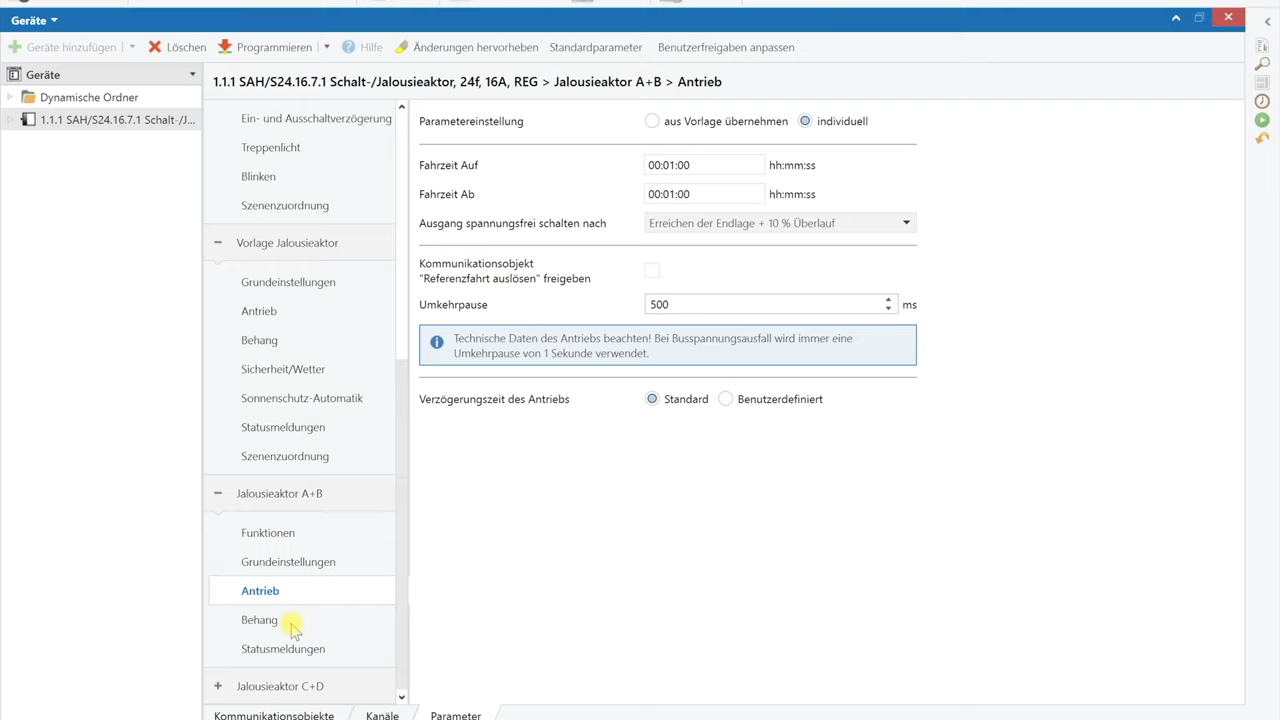 Geräte
Geräte hinzufügen
Löschen
Programmieren
Hilfe
Änderungen hervorheben
Standardparameter
Benutzerfreigaben anpassen
Geräte
Dynamische Ordner
1.1.1 SAH/S24.16.7.1 Schalt-/J...
1.1.1 SAH/S24.16.7.1 Schalt-/Jalousieaktor, 24f, 16A, REG > Jalousieaktor A+B > Antrieb
Ein- und Ausschaltverzögerung
Treppenlicht
Blinken
Szenenzuordnung
Vorlage Jalousieaktor
Grundeinstellungen
Antrieb
Behang
Sicherheit/Wetter
Sonnenschutz-Automatik
Statusmeldungen
Szenenzuordnung
Jalousieaktor A+B
Funktionen
Grundeinstellungen
Antrieb
Behang
Statusmeldungen
Jalousieaktor C+D
Parametereinstellung aus Vorlage übernehmen individuell
Fahrzeit Auf 00:01:00 hh:mm:ss
Fahrzeit Ab 00:01:00 hh:mm:ss
Ausgang spannungsfrei schalten nach Erreichen der Endlage + 10 % Überlauf
Kommunikationsobjekt
"Referenzfahrt auslösen" freigeben
Umkehrpause 500 ms
Technische Daten des Antriebs beachten! Bei Busspannungsausfall wird immer eine
Umkehrpause von 1 Sekunde verwendet.
Verzögerungszeit des Antriebs Standard Benutzerdefiniert
Kommunikationsobjekte Kanäle Parameter